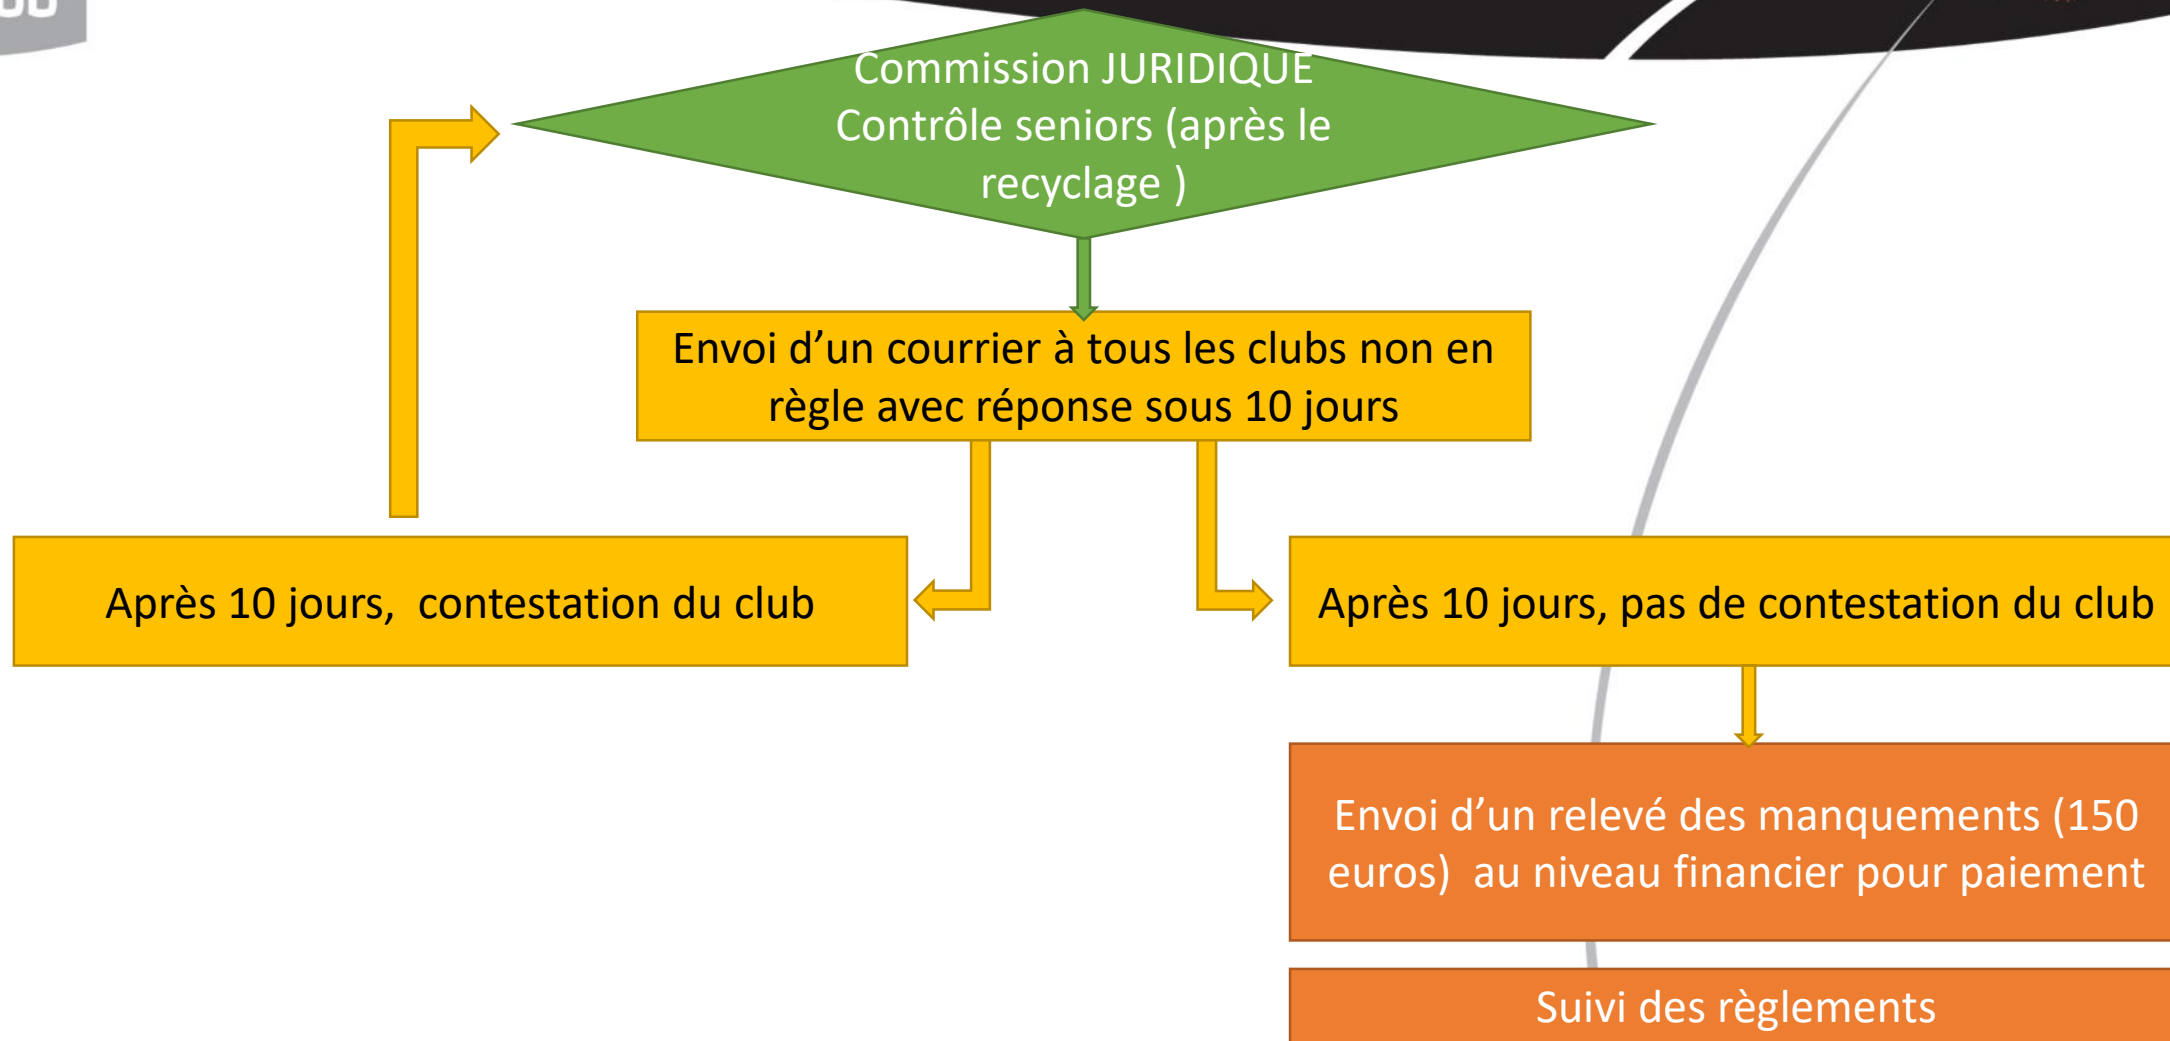 Commission JURIDIQUE
Contrôle seniors (après le
recyclage )
Envoi d’un courrier à tous les clubs non en
règle avec réponse sous 10 jours
Après 10 jours,  contestation du club
Après 10 jours, pas de contestation du club
Envoi d’un relevé des manquements (150
euros)  au niveau financier pour paiement
Suivi des règlements